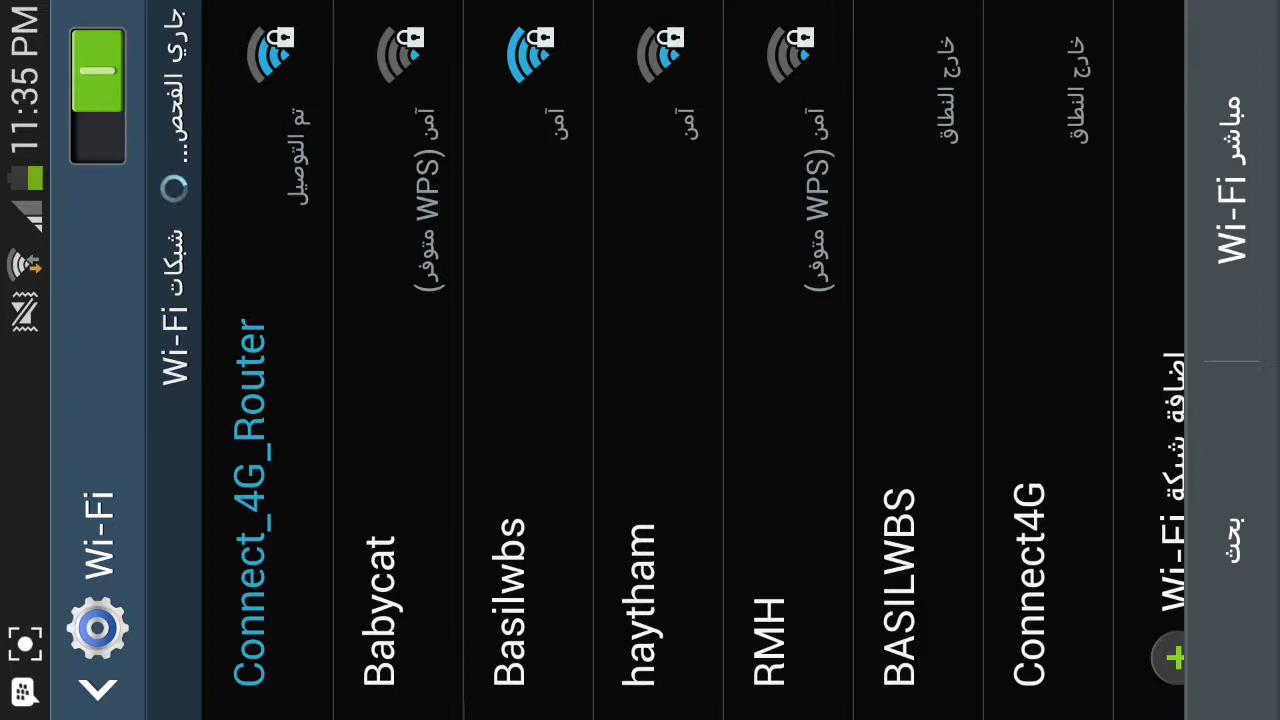 11:35 PM
Wi-Fi
شبكات Wi-Fi جاري الفحص...
Connect_4G_Router
تم التوصيل
Babycat
آمن (WPS متوفر)
Basilwbs
آمن
haytham
آمن
RMH
آمن (WPS متوفر)
BASILWBS
خارج النطاق
Connect4G
خارج النطاق
اضافة شبكة Wi-Fi
بحث
Wi-Fi مباشر